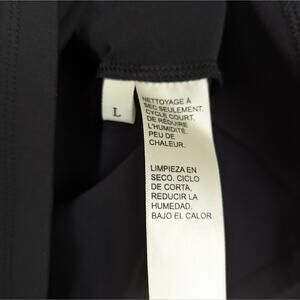 L
NETTOYAGE À
SEC SEULEMENT.
CYCLE COURT,
DE RÉDUIRE
L'HUMIDITÉ.
PEU DE
CHALEUR.
LIMPIEZA EN
SECO. CICLO
DE CORTA,
REDUCIR LA
HUMEDAD.
BAJO EL CALOR